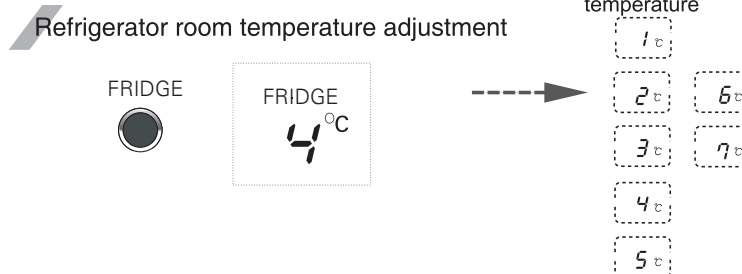 temperature
Refrigerator room temperature adjustment
1 ℃
FRIDGE
FRIDGE
4 °C
2 ℃
6 ℃
3 ℃
7 ℃
4 ℃
5 ℃